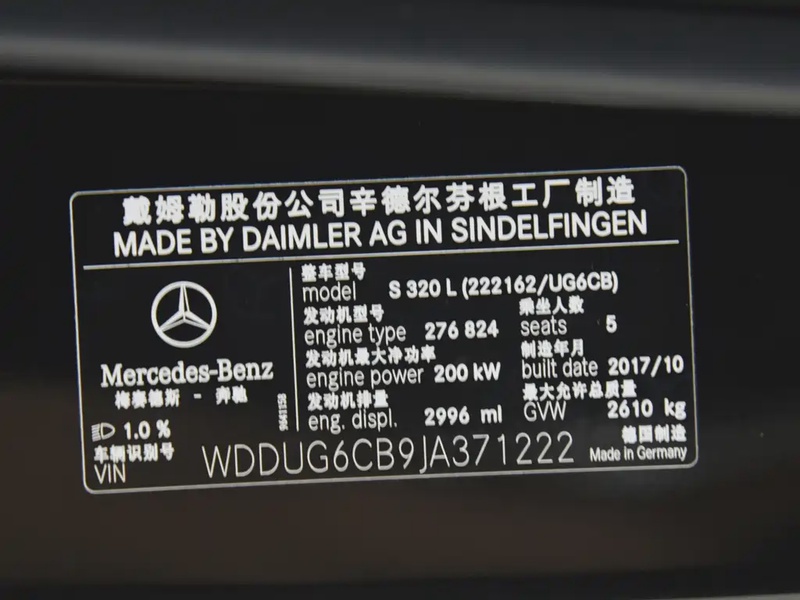 戴姆勒股份公司辛德尔芬根工厂制造
MADE BY DAIMLER AG IN SINDELFINGEN
Mercedes-Benz
梅赛德斯 - 奔驰
1.0 %
整车型号
model S 320 L (222162/UG6CB)
发动机型号 乘坐人数
engine type 276 824 seats 5
发动机最大净功率 制造年月
engine power 200 kW built date 2017/10
发动机排量 最大允许总质量
eng. displ. 2996 ml GVW 2610 kg
9641158
车辆识别号 德国制造
VIN WDDUG6CB9JA371222 Made in Germany